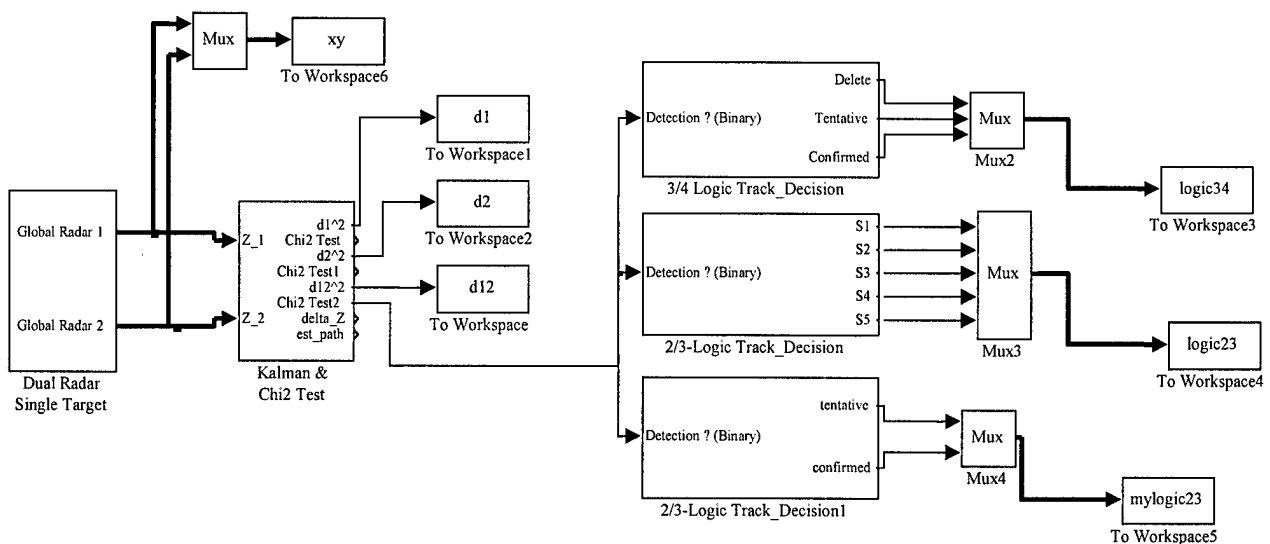 Mux
xy
To Workspace6
Global Radar 1
Global Radar 2
Dual Radar
Single Target
Z_1
Z_2
d1^2
Chi2 Test
d2^2
Chi2 Test1
d12^2
Chi2 Test2
delta_Z
est_path
Kalman &
Chi2 Test
d1
To Workspace1
d2
To Workspace2
d12
To Workspace
Detection ? (Binary)
Delete
Tentative
Confirmed
3/4 Logic Track_Decision
Mux
Mux2
logic34
To Workspace3
Detection ? (Binary)
S1
S2
S3
S4
S5
2/3-Logic Track_Decision
Mux
Mux3
logic23
To Workspace4
Detection ? (Binary)
tentative
confirmed
2/3-Logic Track_Decision1
Mux
Mux4
mylogic23
To Workspace5